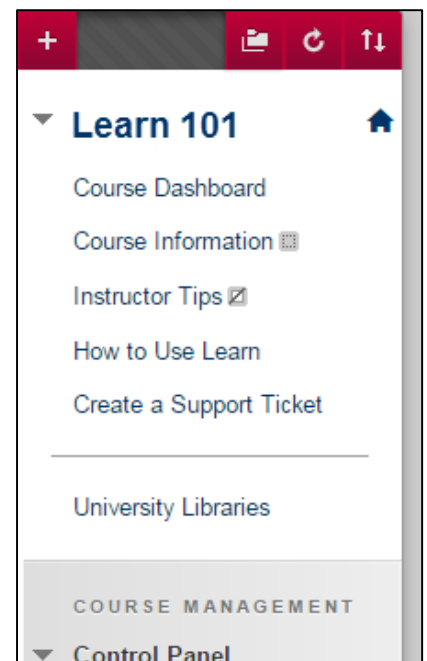 Learn 101
Course Dashboard
Course Information
Instructor Tips
How to Use Learn
Create a Support Ticket
University Libraries
COURSE MANAGEMENT
Control Panel